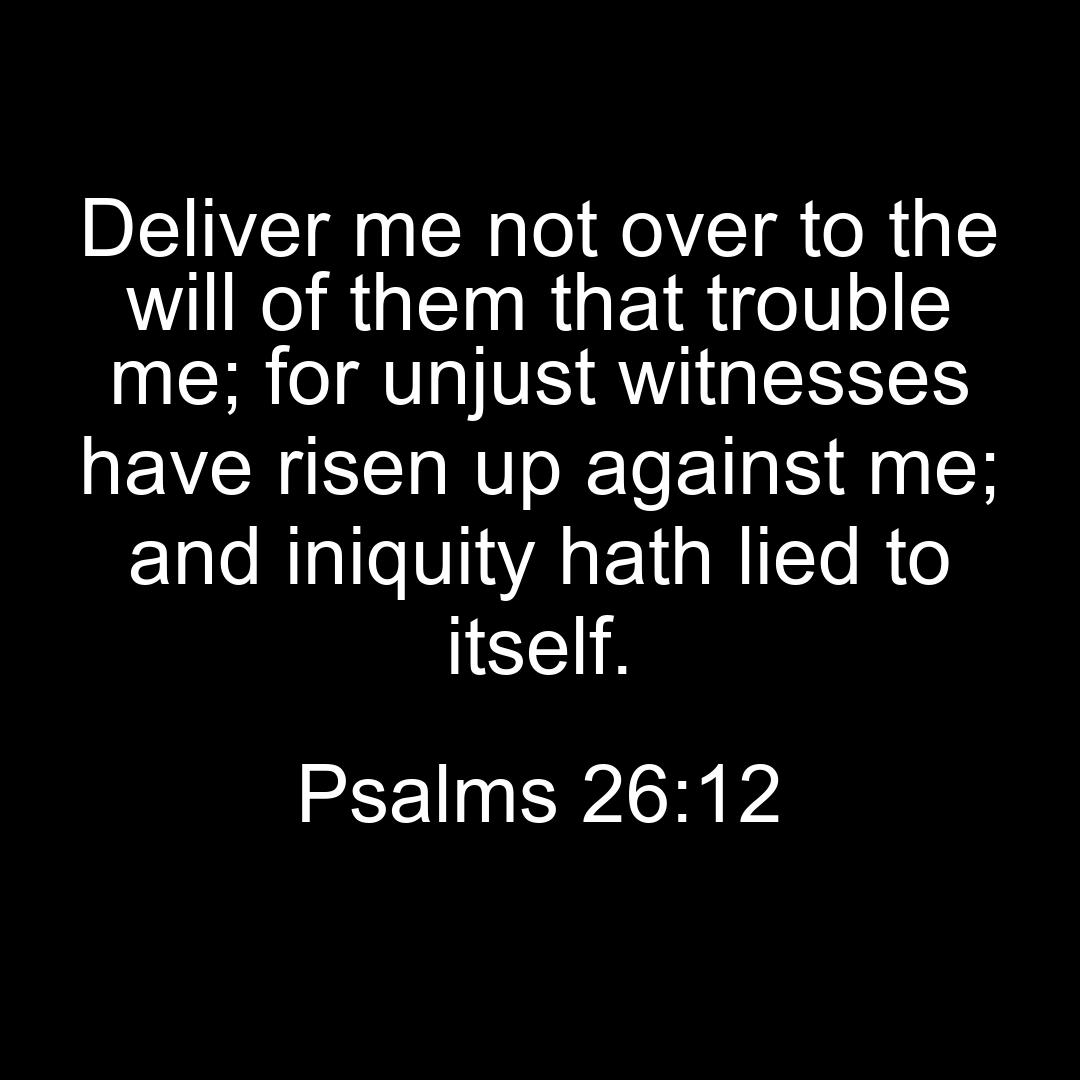 Deliver me not over to the
will of them that trouble
me; for unjust witnesses
have risen up against me;
and iniquity hath lied to
itself.
Psalms 26:12